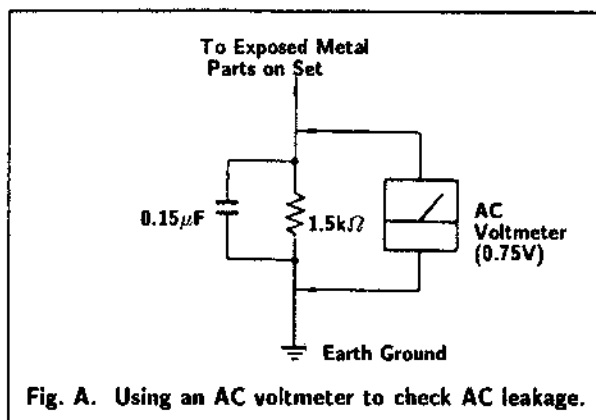 To Exposed Metal
Parts on Set
0.15µF
1.5kΩ
AC
Voltmeter
(0.75V)
Earth Ground
Fig. A. Using an AC voltmeter to check AC leakage.